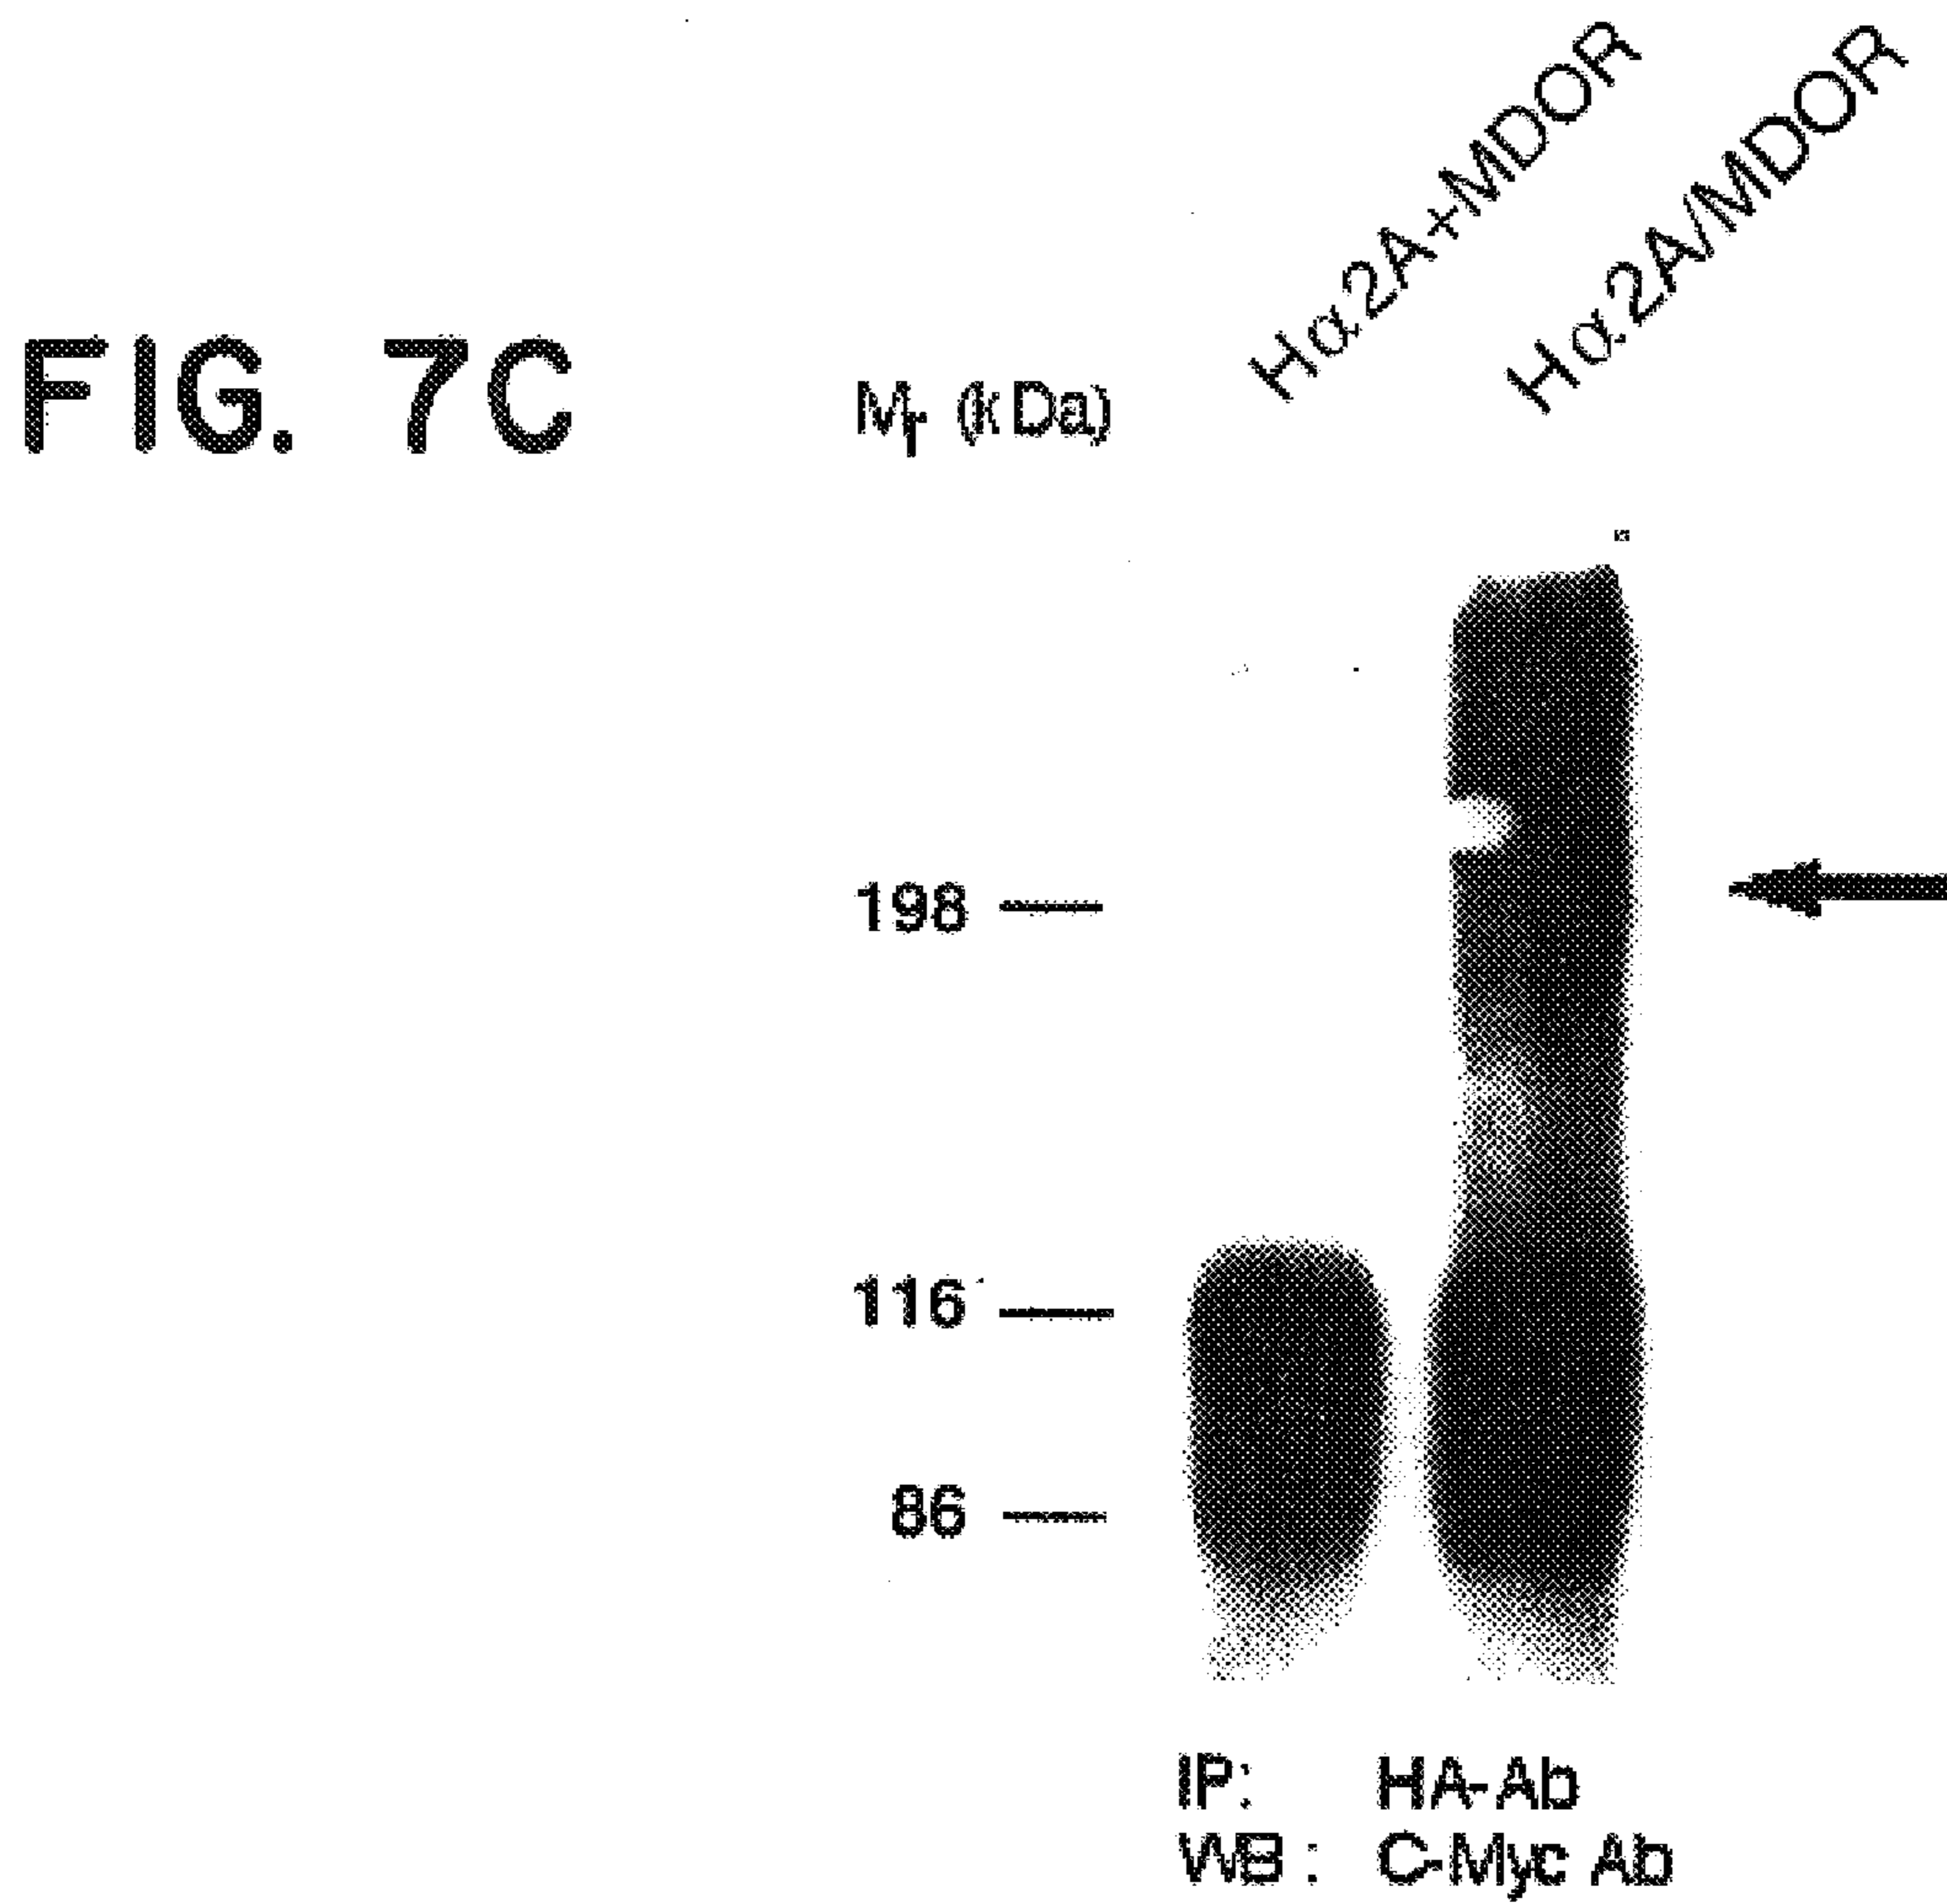 Hα2A+MDOR
Hα2A/MDOR
FIG. 7C
Mr (kDa)
198
116
86
IP: HA-Ab
WB: C-Myc Ab